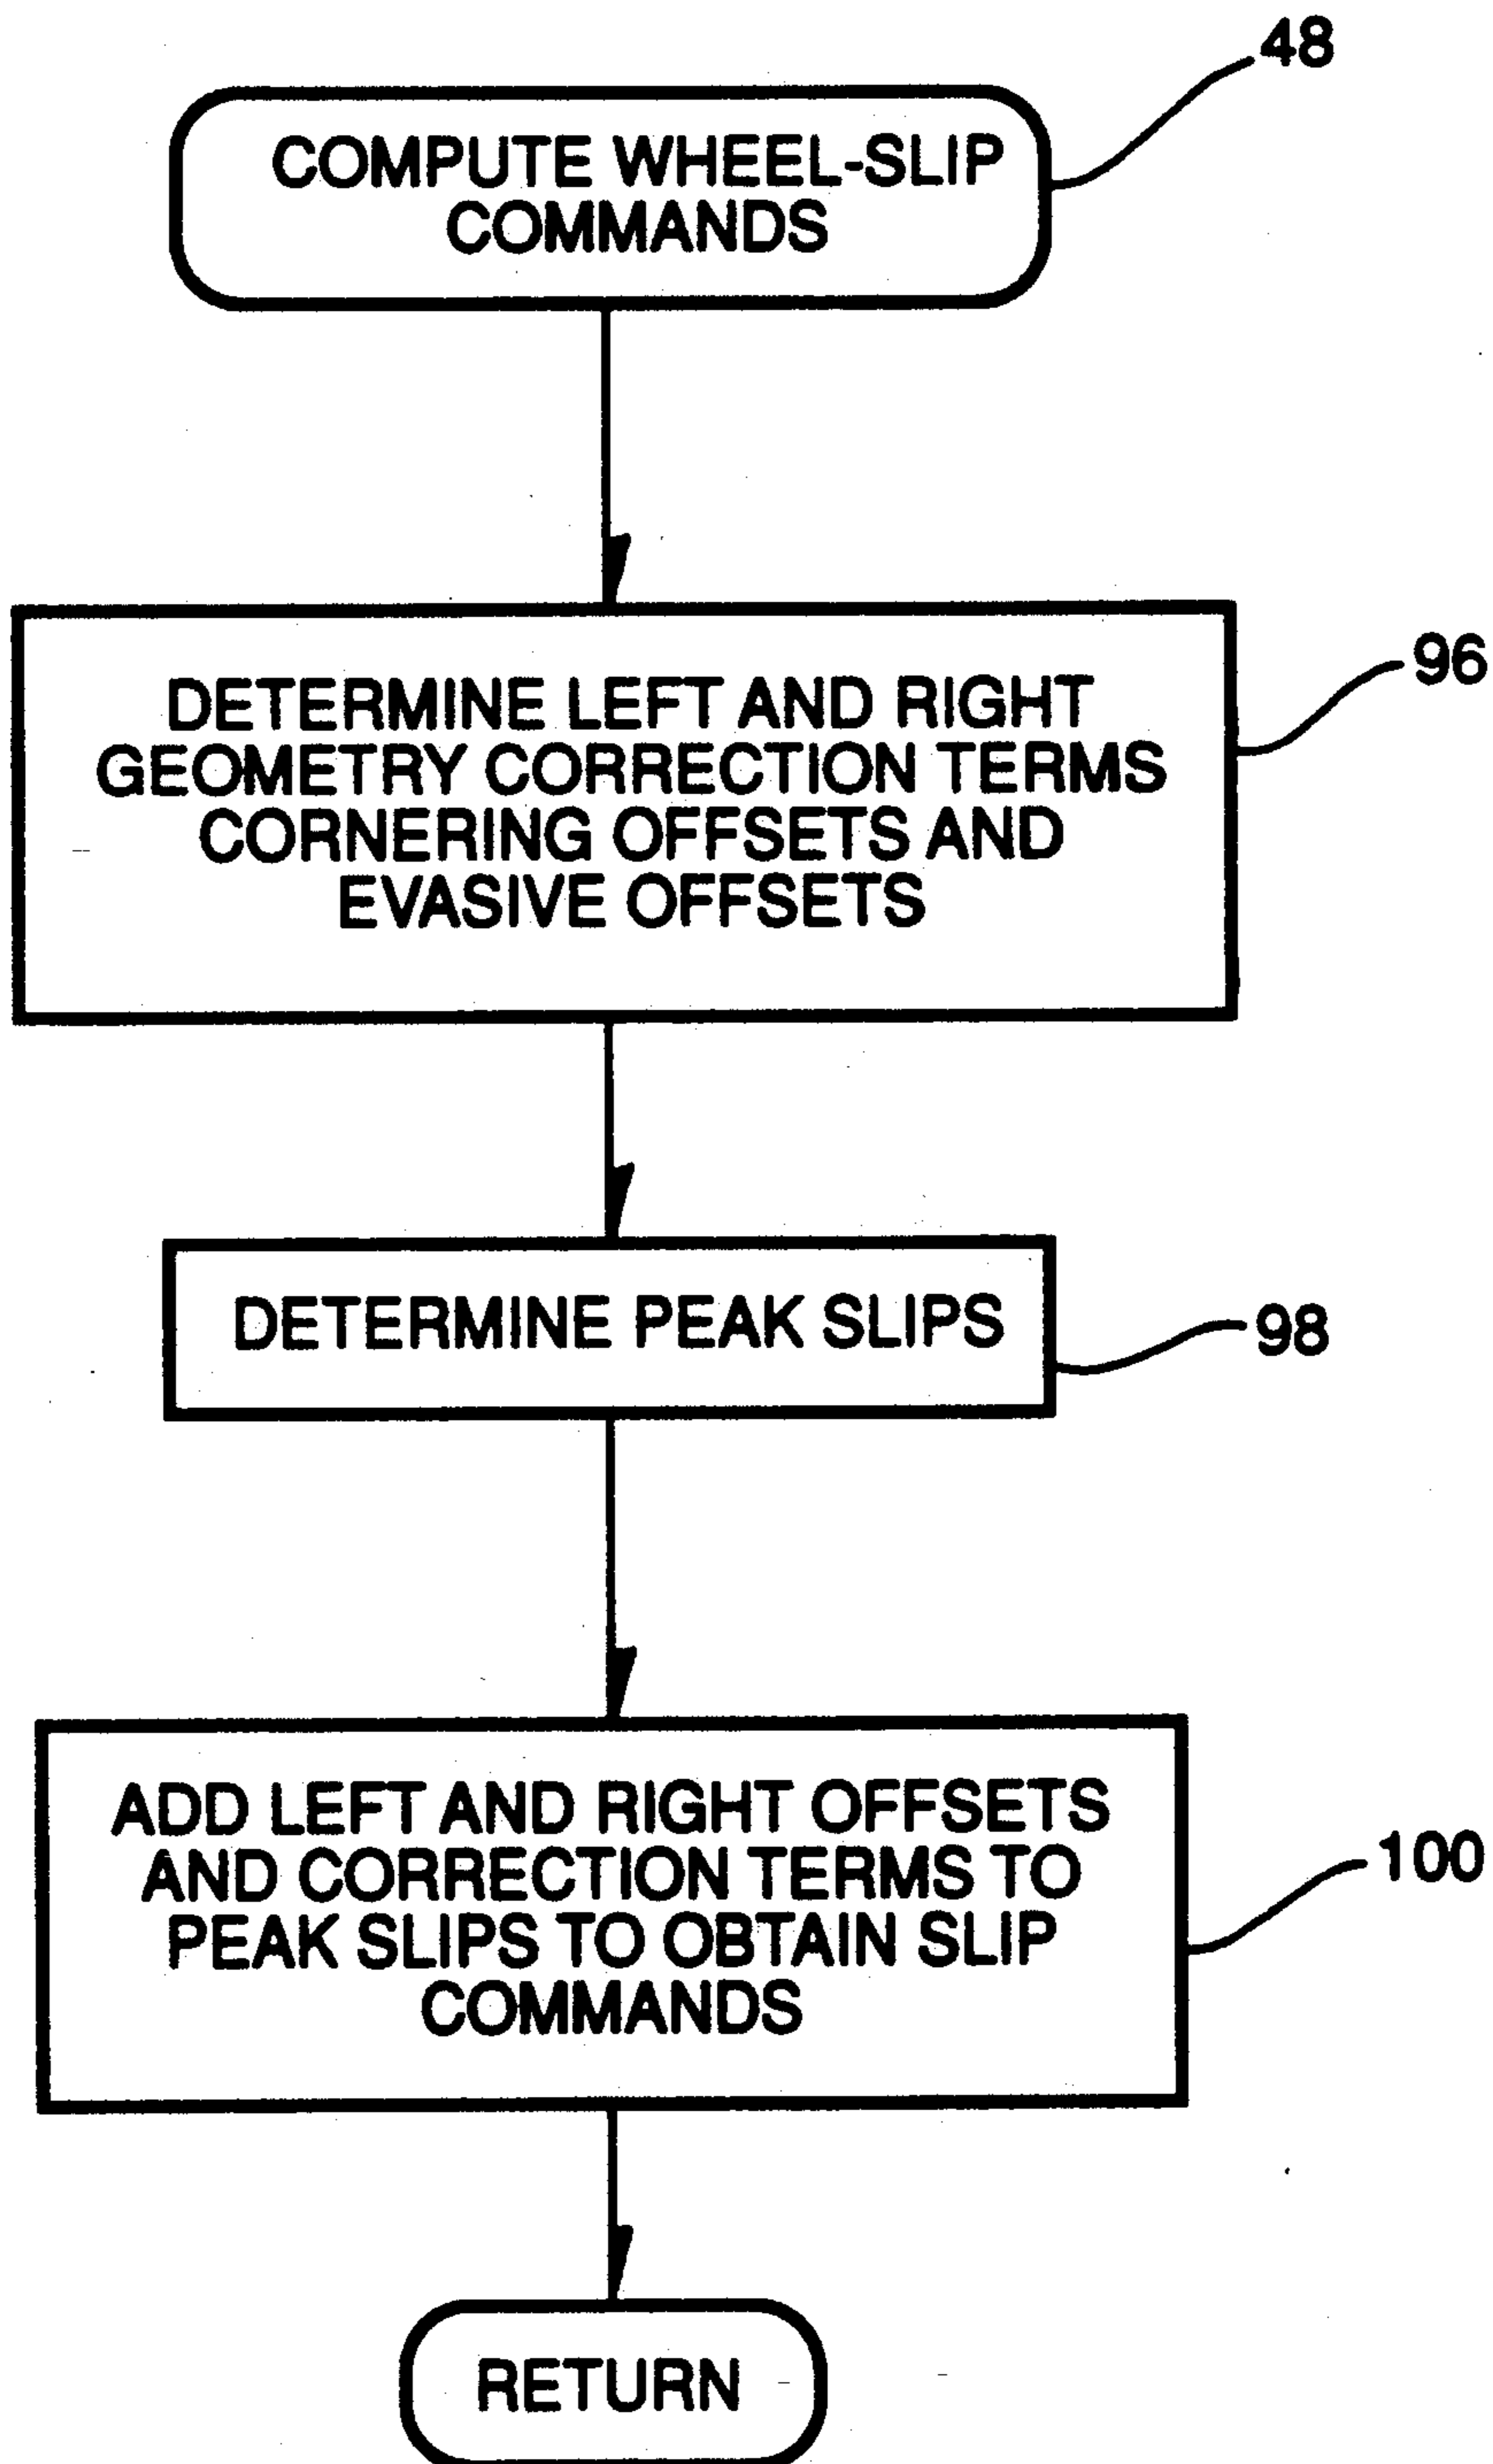 48
COMPUTE WHEEL-SLIP
COMMANDS
96
DETERMINE LEFT AND RIGHT
GEOMETRY CORRECTION TERMS
CORNERING OFFSETS AND
EVASIVE OFFSETS
DETERMINE PEAK SLIPS
98
ADD LEFT AND RIGHT OFFSETS
AND CORRECTION TERMS TO
PEAK SLIPS TO OBTAIN SLIP
COMMANDS
100
RETURN